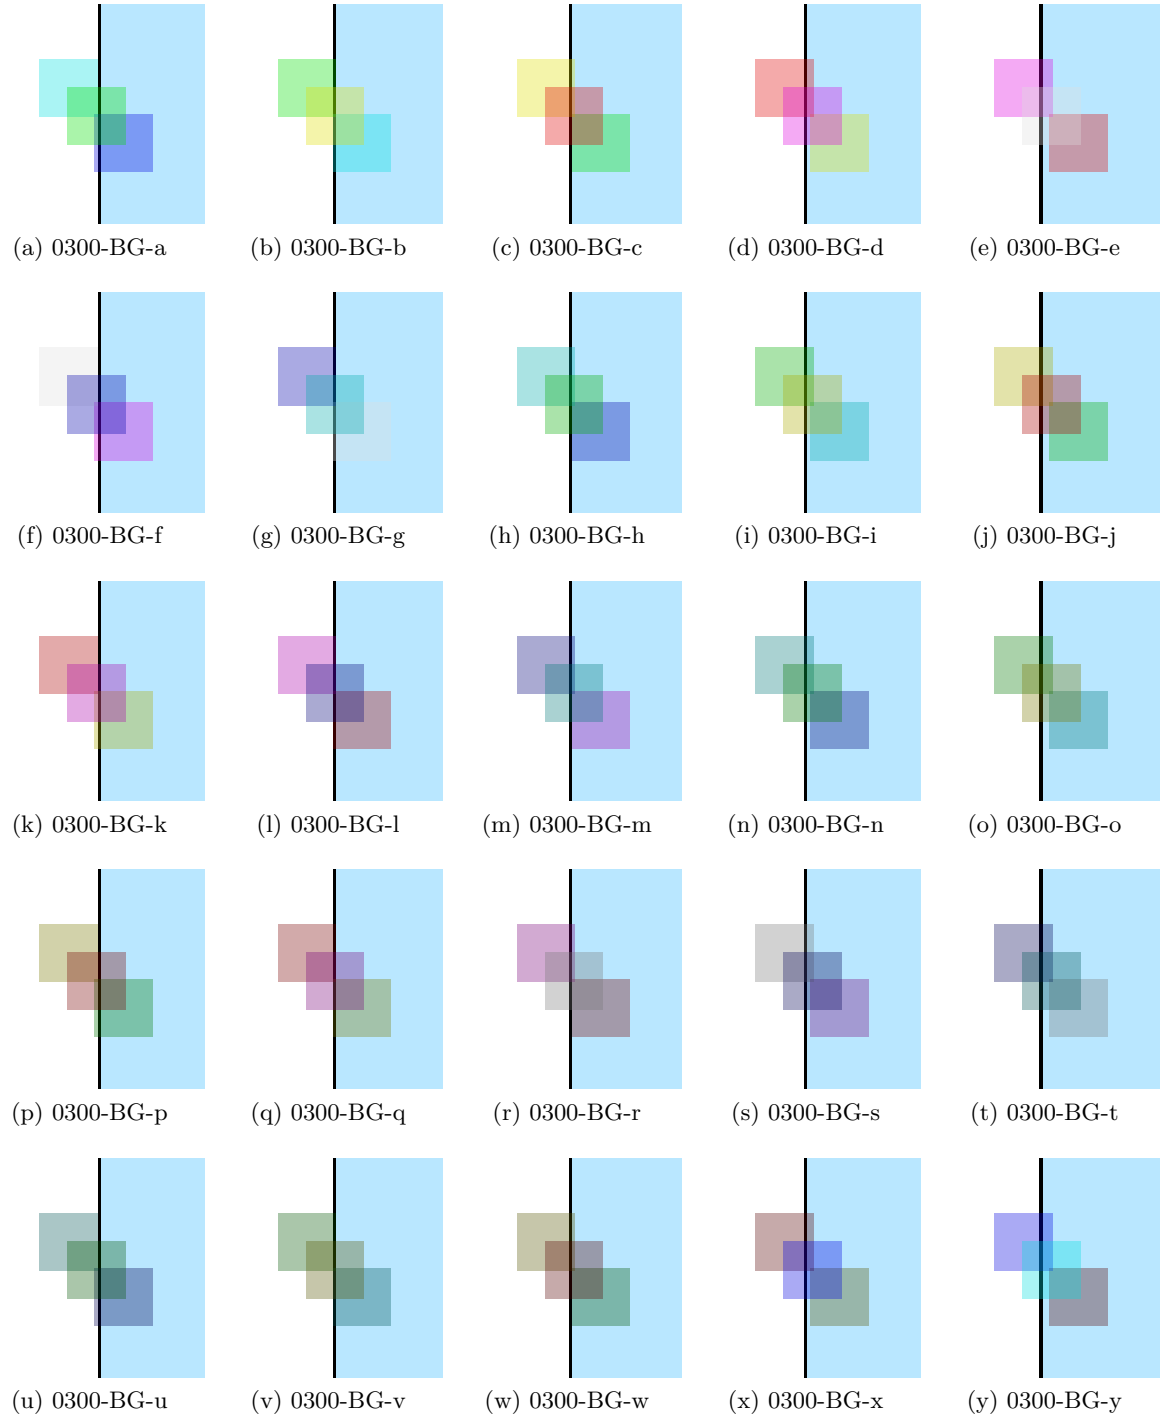 (a) 0300-BG-a (b) 0300-BG-b (c) 0300-BG-c (d) 0300-BG-d (e) 0300-BG-e
(f) 0300-BG-f (g) 0300-BG-g (h) 0300-BG-h (i) 0300-BG-i (j) 0300-BG-j
(k) 0300-BG-k (l) 0300-BG-l (m) 0300-BG-m (n) 0300-BG-n (o) 0300-BG-o
(p) 0300-BG-p (q) 0300-BG-q (r) 0300-BG-r (s) 0300-BG-s (t) 0300-BG-t
(u) 0300-BG-u (v) 0300-BG-v (w) 0300-BG-w (x) 0300-BG-x (y) 0300-BG-y